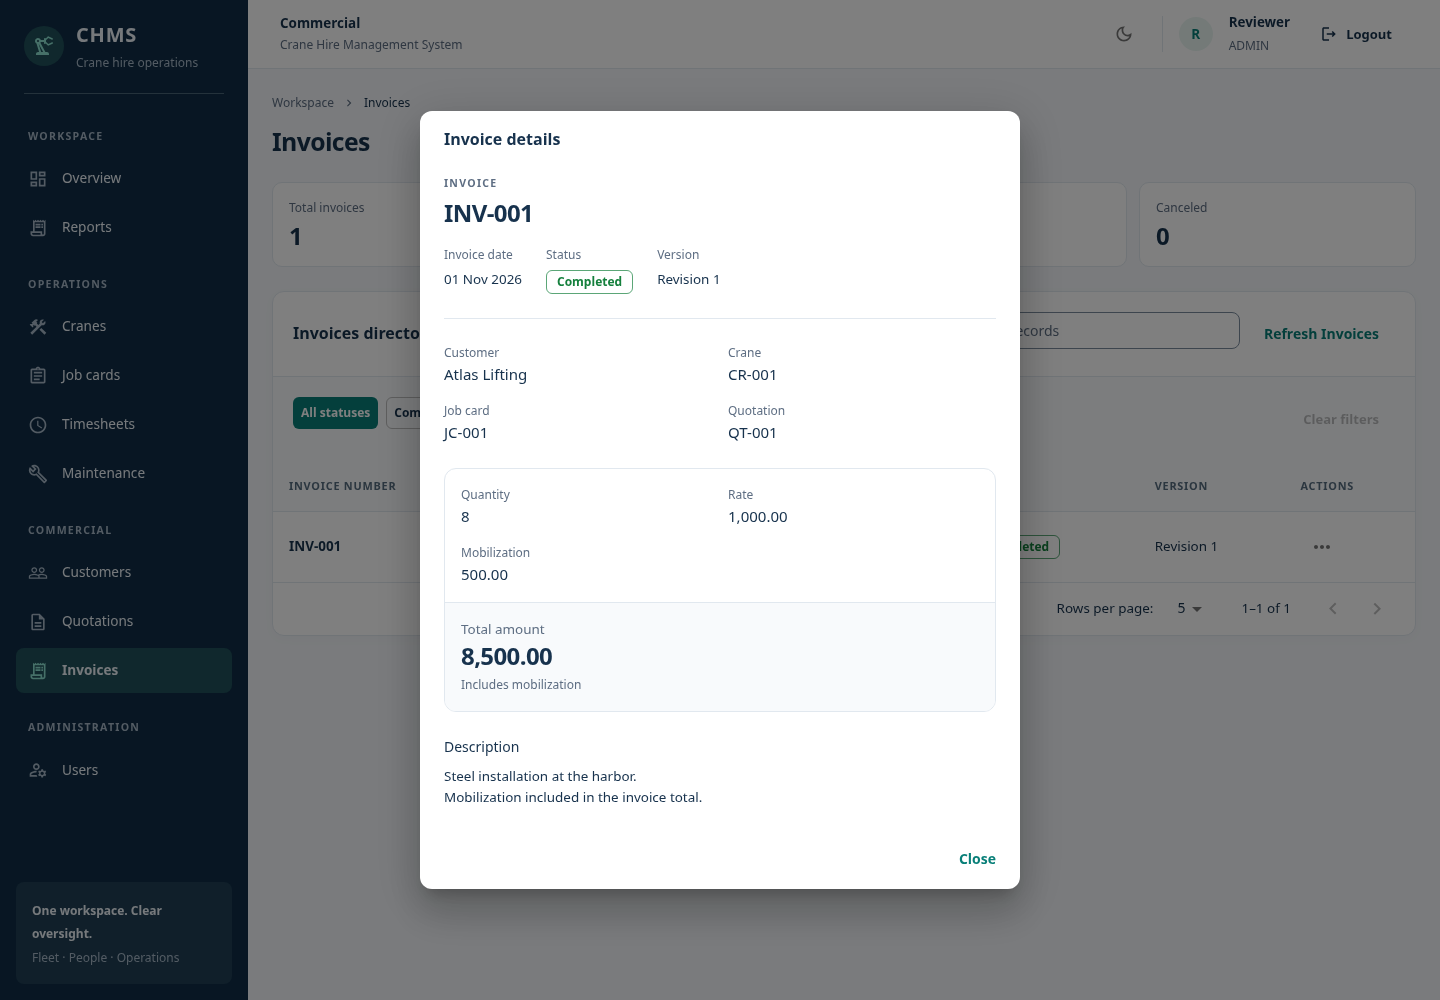 CHMS
Crane hire operations
WORKSPACE
Overview
Reports
OPERATIONS
Cranes
Job cards
Timesheets
Maintenance
COMMERCIAL
Customers
Quotations
Invoices
ADMINISTRATION
Users
One workspace. Clear
oversight.
Fleet · People · Operations
Commercial
Crane Hire Management System
R
Reviewer
ADMIN
Logout
Workspace › Invoices
Invoices
Total invoices
1
Canceled
0
Invoices
Refresh Invoices
All statuses
Clear filters
INVOICE NUMBER
VERSION
ACTIONS
INV-001
Revision 1
Rows per page: 5
1–1 of 1
Invoice details
INVOICE
INV-001
Invoice date Status Version
01 Nov 2026 Completed Revision 1
Customer Crane
Atlas Lifting CR-001
Job card Quotation
JC-001 QT-001
Quantity Rate
8 1,000.00
Mobilization
500.00
Total amount
8,500.00
Includes mobilization
Description
Steel installation at the harbor.
Mobilization included in the invoice total.
Close